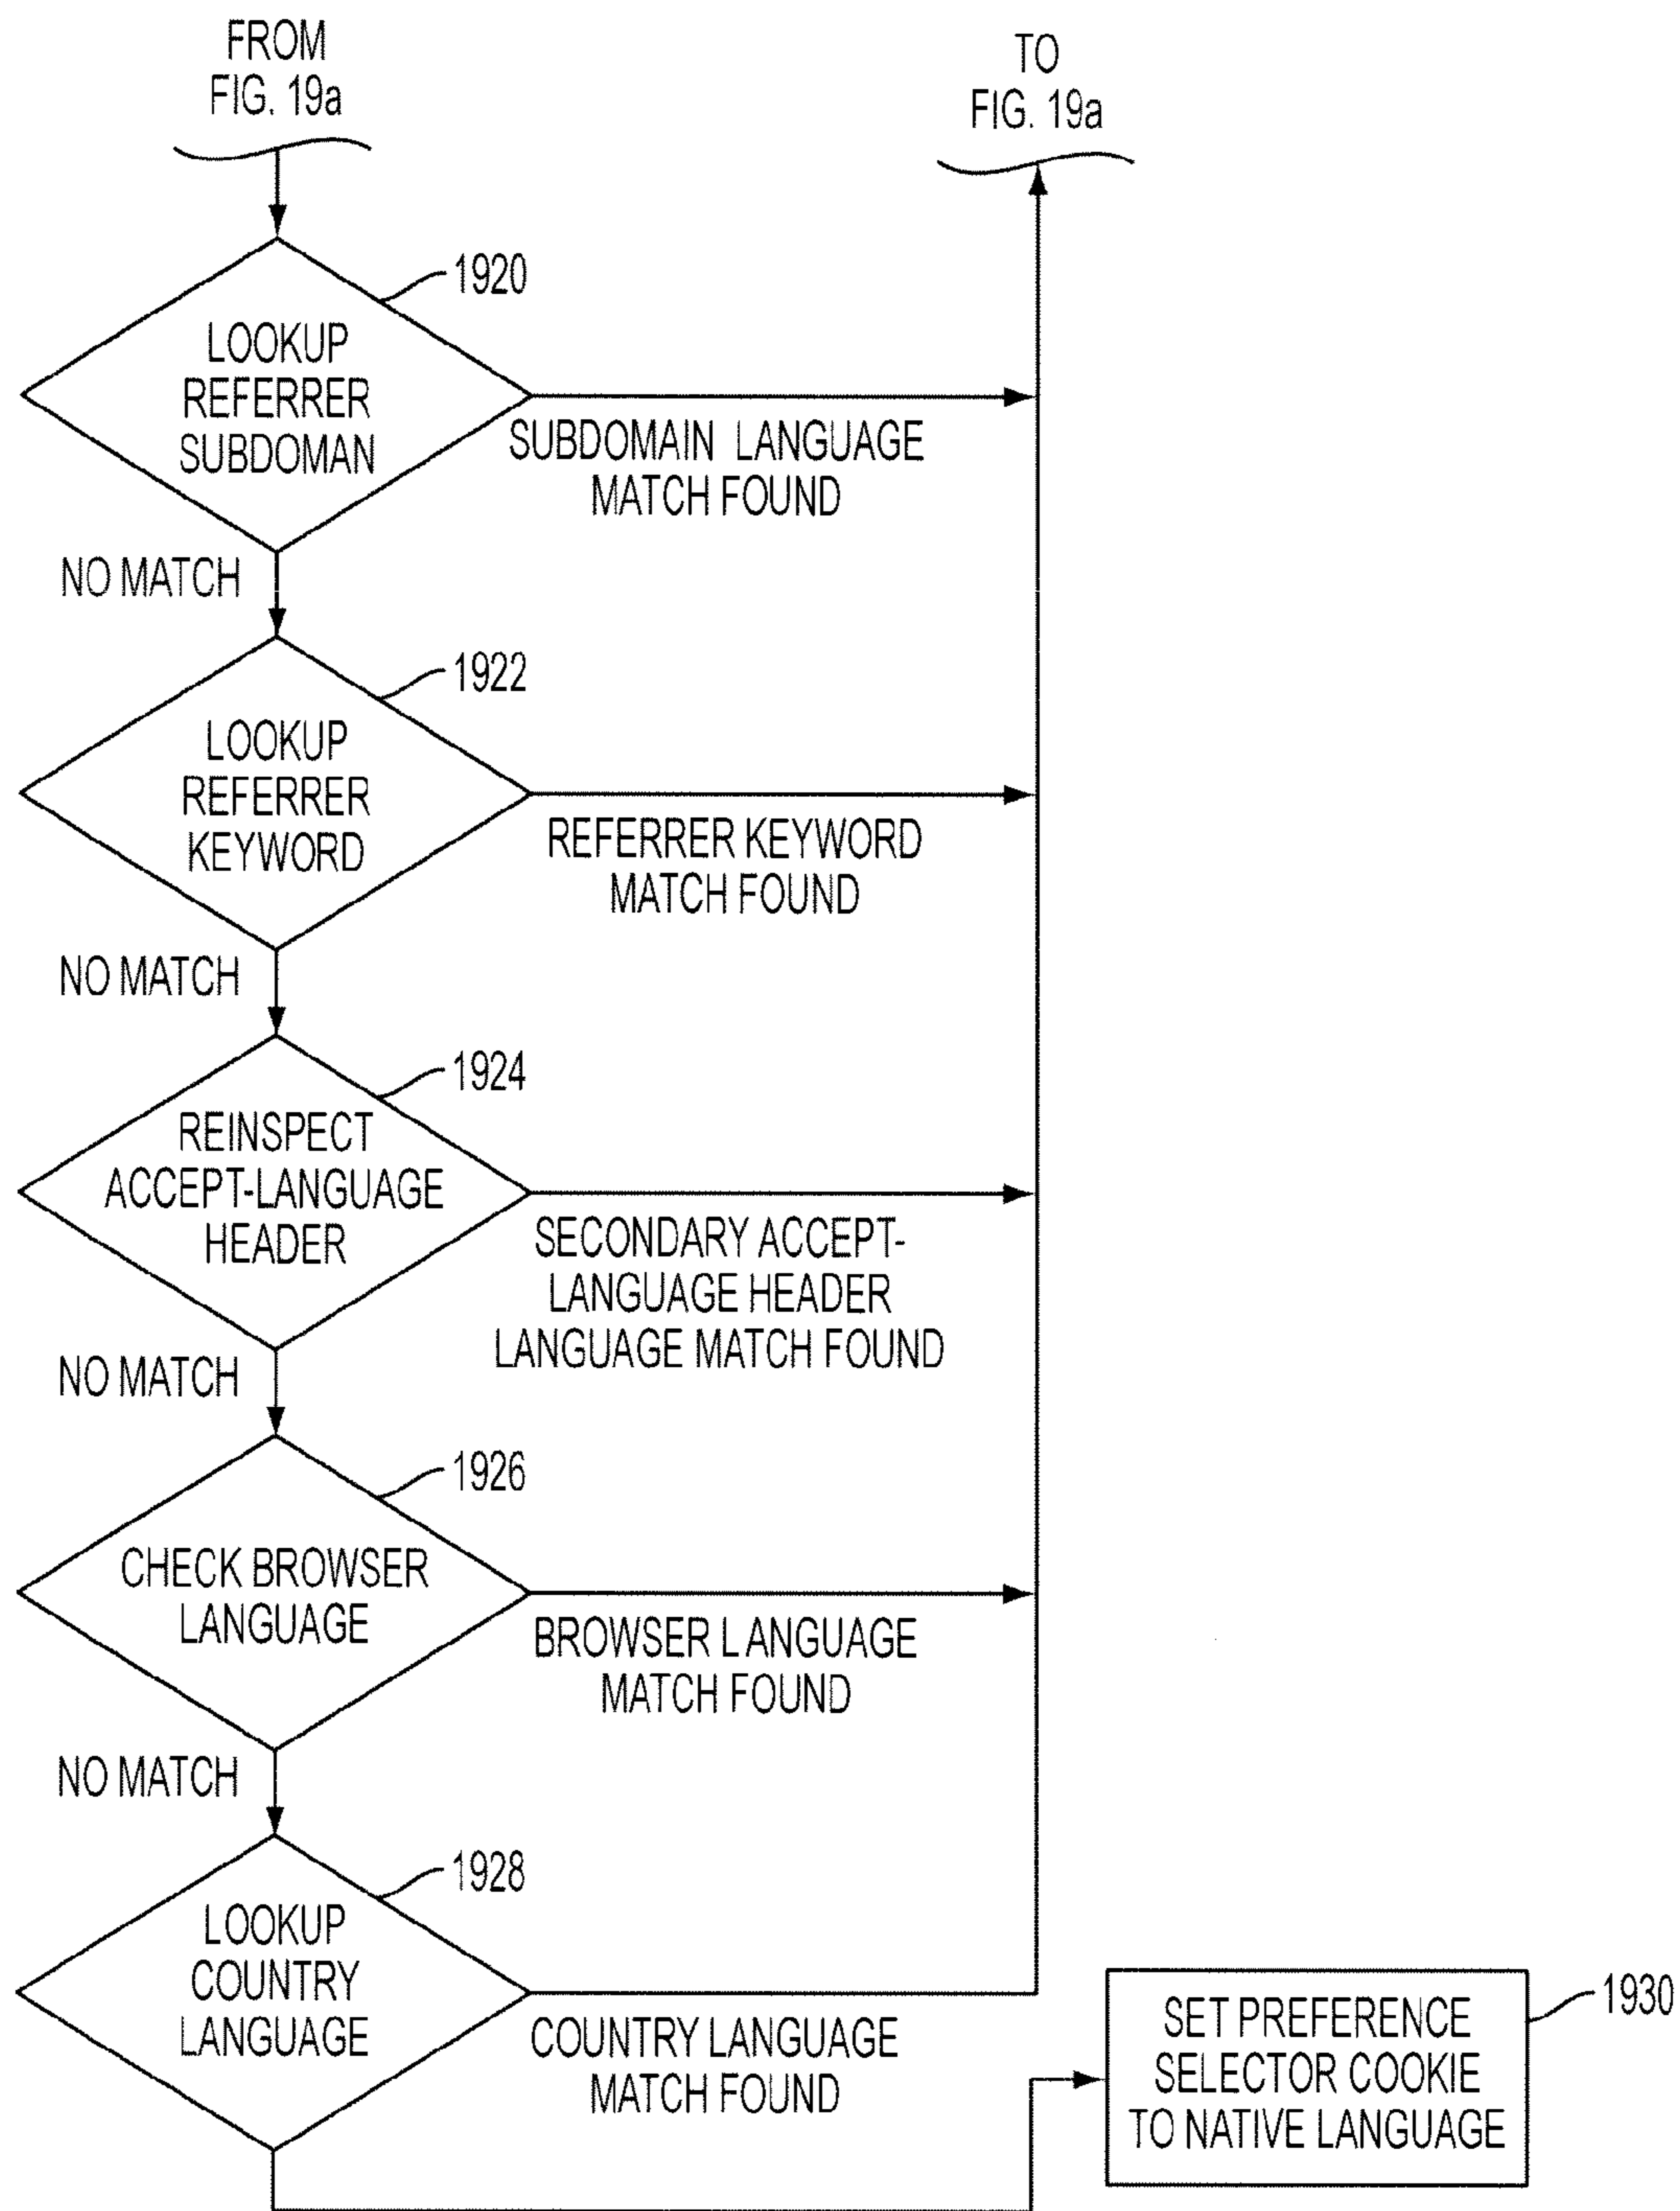 FROM
FIG. 19a
TO
FIG. 19a
1920
LOOKUP
REFERRER
SUBDOMAN
SUBDOMAIN LANGUAGE
MATCH FOUND
NO MATCH
1922
LOOKUP
REFERRER
KEYWORD
REFERRER KEYWORD
MATCH FOUND
NO MATCH
1924
REINSPECT
ACCEPT-LANGUAGE
HEADER
SECONDARY ACCEPT-
LANGUAGE HEADER
LANGUAGE MATCH FOUND
NO MATCH
1926
CHECK BROWSER
LANGUAGE
BROWSER LANGUAGE
MATCH FOUND
NO MATCH
1928
LOOKUP
COUNTRY
LANGUAGE
COUNTRY LANGUAGE
MATCH FOUND
1930
SET PREFERENCE
SELECTOR COOKIE
TO NATIVE LANGUAGE